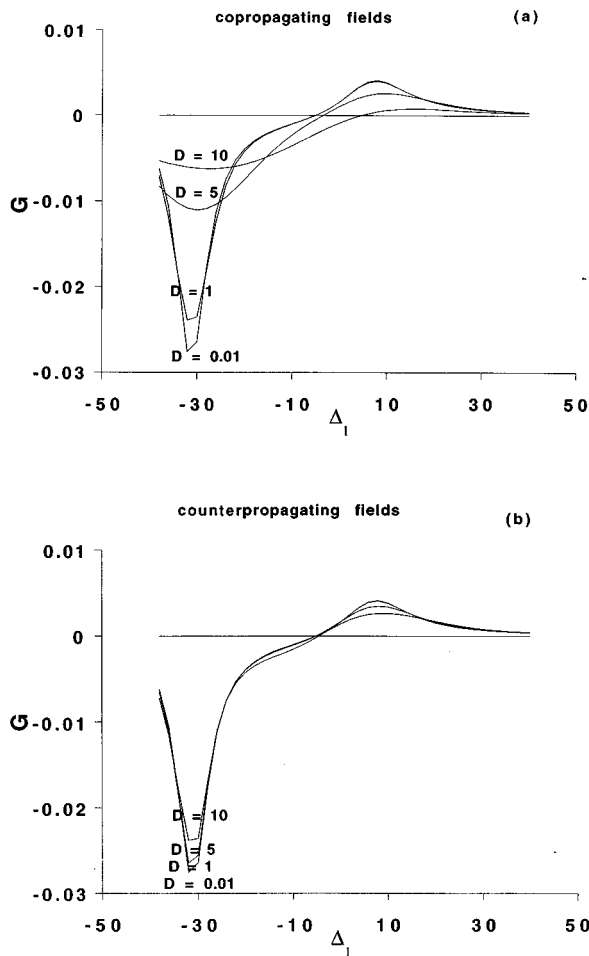 copropagating fields (a)
0.01
0
-0.01
-0.02
-0.03
G
D = 10
D = 5
D = 1
D = 0.01
-50 -30 -10 10 30 50
Δ1
counterpropagating fields (b)
0.01
0
-0.01
-0.02
-0.03
G
D = 10
D = 5
D = 1
D = 0.01
-50 -30 -10 10 30 50
Δ1